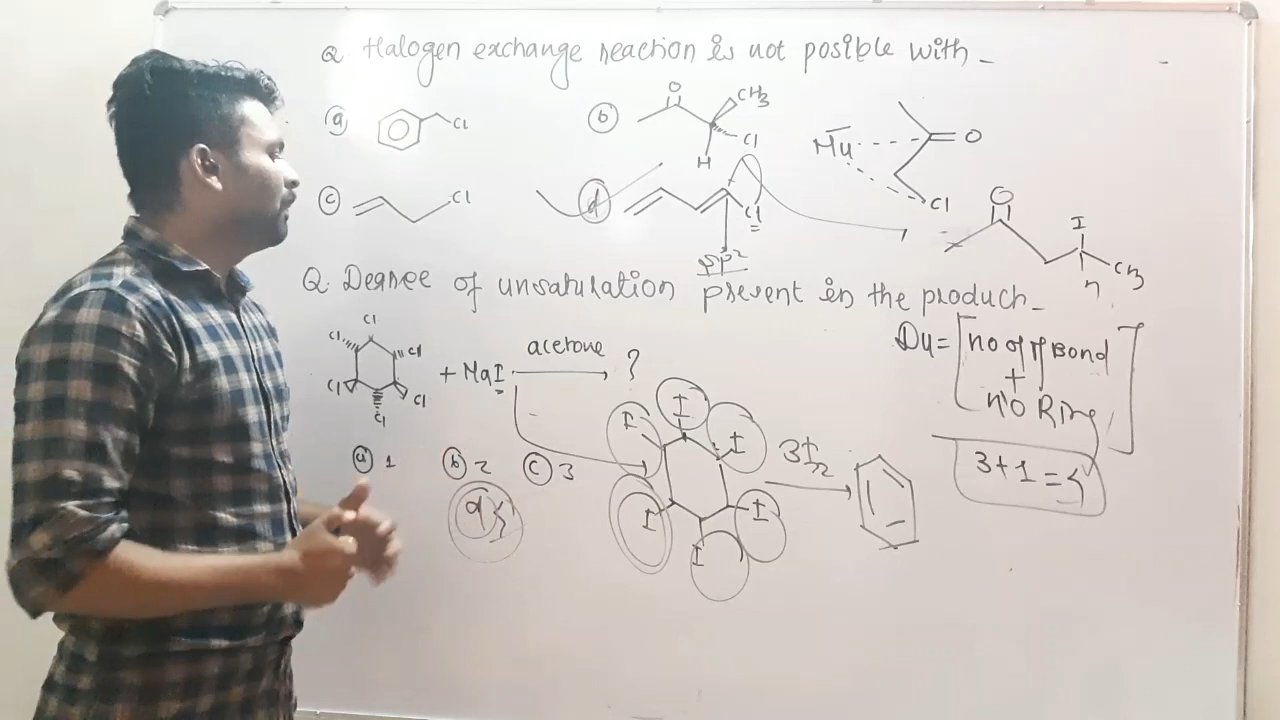 Q. Halogen exchange reaction is not posible with -
(a) Cl
(b) O CH3 Cl H
Nu O Cl
(c) Cl
(d) Cl
sp2
O I CH3
H
Q. Degree of unsaturation present in the product -
Cl Cl Cl Cl Cl Cl + NaI acetone ?
Du = [no of π Bond
+
no Ring]
3+1 = 4
(a) 1 (b) 2 (c) 3
(d) 4
I I I I I I 3I2